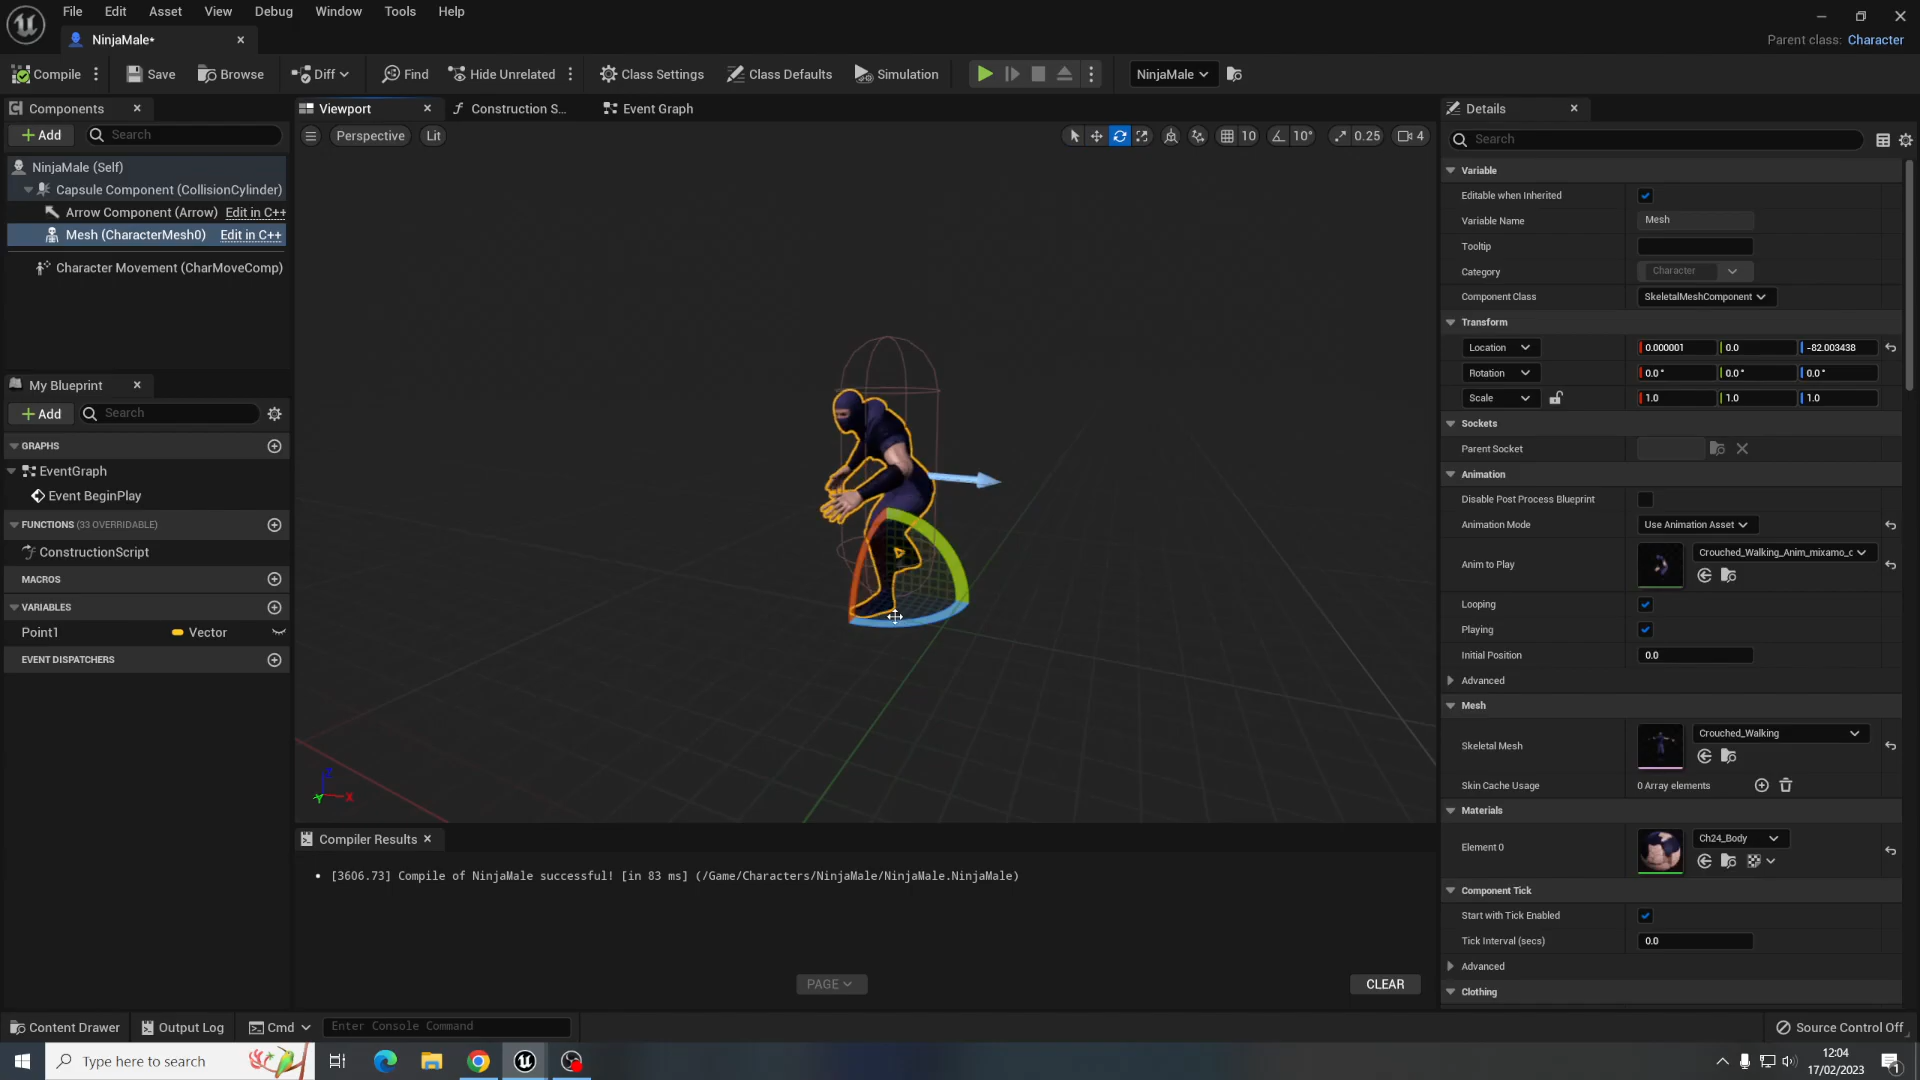 File Edit Asset View Debug Window Tools Help
NinjaMale*
Parent class: Character
Compile Save Browse Diff Find Hide Unrelated Class Settings Class Defaults Simulation NinjaMale
Components
Add Search
NinjaMale (Self)
Capsule Component (CollisionCylinder)
Arrow Component (Arrow) Edit in C++
Mesh (CharacterMesh0) Edit in C++
Character Movement (CharMoveComp)
My Blueprint
Add Search
GRAPHS
EventGraph
Event BeginPlay
FUNCTIONS (33 OVERRIDABLE)
ConstructionScript
MACROS
VARIABLES
Point1 Vector
EVENT DISPATCHERS
Viewport Construction S... Event Graph
Perspective Lit 10 10° 0.25 4
Z
X
Y
Compiler Results
[3606.73] Compile of NinjaMale successful! [in 83 ms] (/Game/Characters/NinjaMale/NinjaMale.NinjaMale)
PAGE CLEAR
Details
Search
Variable
Editable when Inherited
Variable Name Mesh
Tooltip
Category Character
Component Class SkeletalMeshComponent
Transform
Location 0.000001 0.0 -82.003438
Rotation 0.0° 0.0° 0.0°
Scale 1.0 1.0 1.0
Sockets
Parent Socket
Animation
Disable Post Process Blueprint
Animation Mode Use Animation Asset
Anim to Play Crouched_Walking_Anim_mixamo_c
Looping
Playing
Initial Position 0.0
Advanced
Mesh
Skeletal Mesh Crouched_Walking
Skin Cache Usage 0 Array elements
Materials
Element 0 Ch24_Body
Component Tick
Start with Tick Enabled
Tick Interval (secs) 0.0
Advanced
Clothing
Content Drawer Output Log Cmd Enter Console Command Source Control Off
Type here to search
12:04
17/02/2023
1